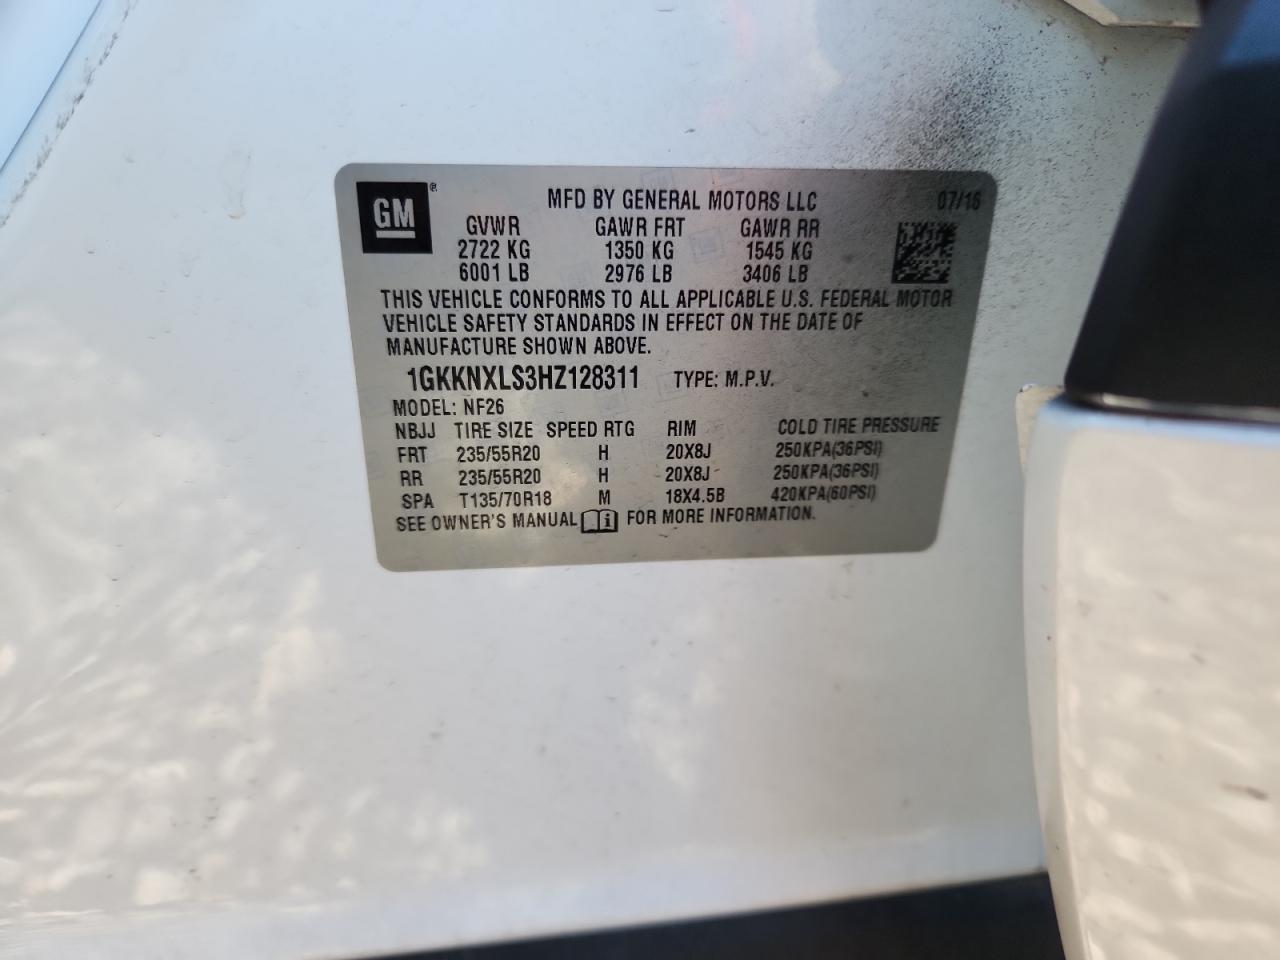 GM ®
MFD BY GENERAL MOTORS LLC 07/16
GVWR GAWR FRT GAWR RR
2722 KG 1350 KG 1545 KG
6001 LB 2976 LB 3406 LB
THIS VEHICLE CONFORMS TO ALL APPLICABLE U.S. FEDERAL MOTOR
VEHICLE SAFETY STANDARDS IN EFFECT ON THE DATE OF
MANUFACTURE SHOWN ABOVE.
1GKKNXLS3HZ128311 TYPE: M.P.V.
MODEL: NF26
NBJJ TIRE SIZE SPEED RTG RIM COLD TIRE PRESSURE
FRT 235/55R20 H 20X8J 250KPA(36PSI)
RR 235/55R20 H 20X8J 250KPA(36PSI)
SPA T135/70R18 M 18X4.5B 420KPA(60PSI)
SEE OWNER'S MANUAL i FOR MORE INFORMATION.